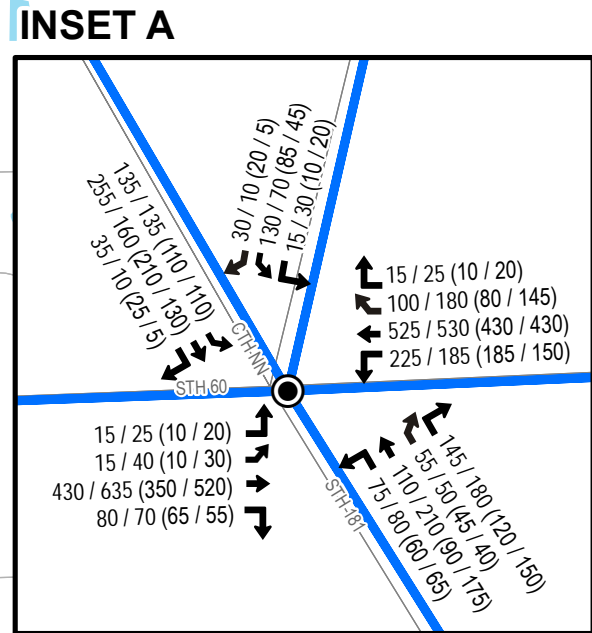 INSET A
30 / 10 (20 / 5)
130 / 70 (85 / 45)
15 / 30 (10 / 20)
135 / 135 (110 / 110)
255 / 160 (210 / 130)
35 / 10 (25 / 5)
15 / 25 (10 / 20)
100 / 180 (80 / 145)
525 / 530 (430 / 430)
225 / 185 (185 / 150)
CTH NN
STH 60
15 / 25 (10 / 20)
15 / 40 (10 / 30)
430 / 635 (350 / 520)
80 / 70 (65 / 55)
STH 181
145 / 180 (120 / 150)
55 / 50 (45 / 40)
110 / 210 (90 / 175)
75 / 80 (60 / 65)